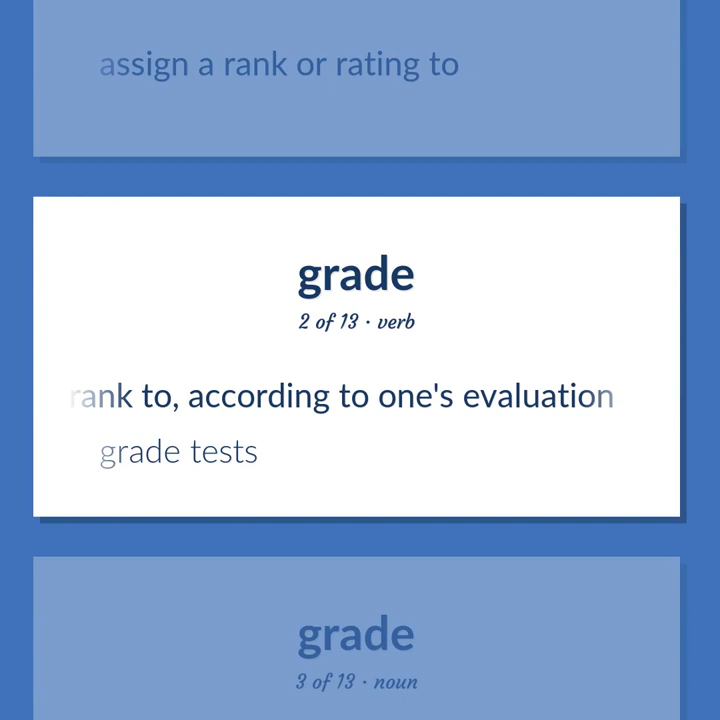 assign a rank or rating to
grade
2 of 13 · verb
rank to, according to one's evaluation
grade tests
grade
3 of 13 · noun